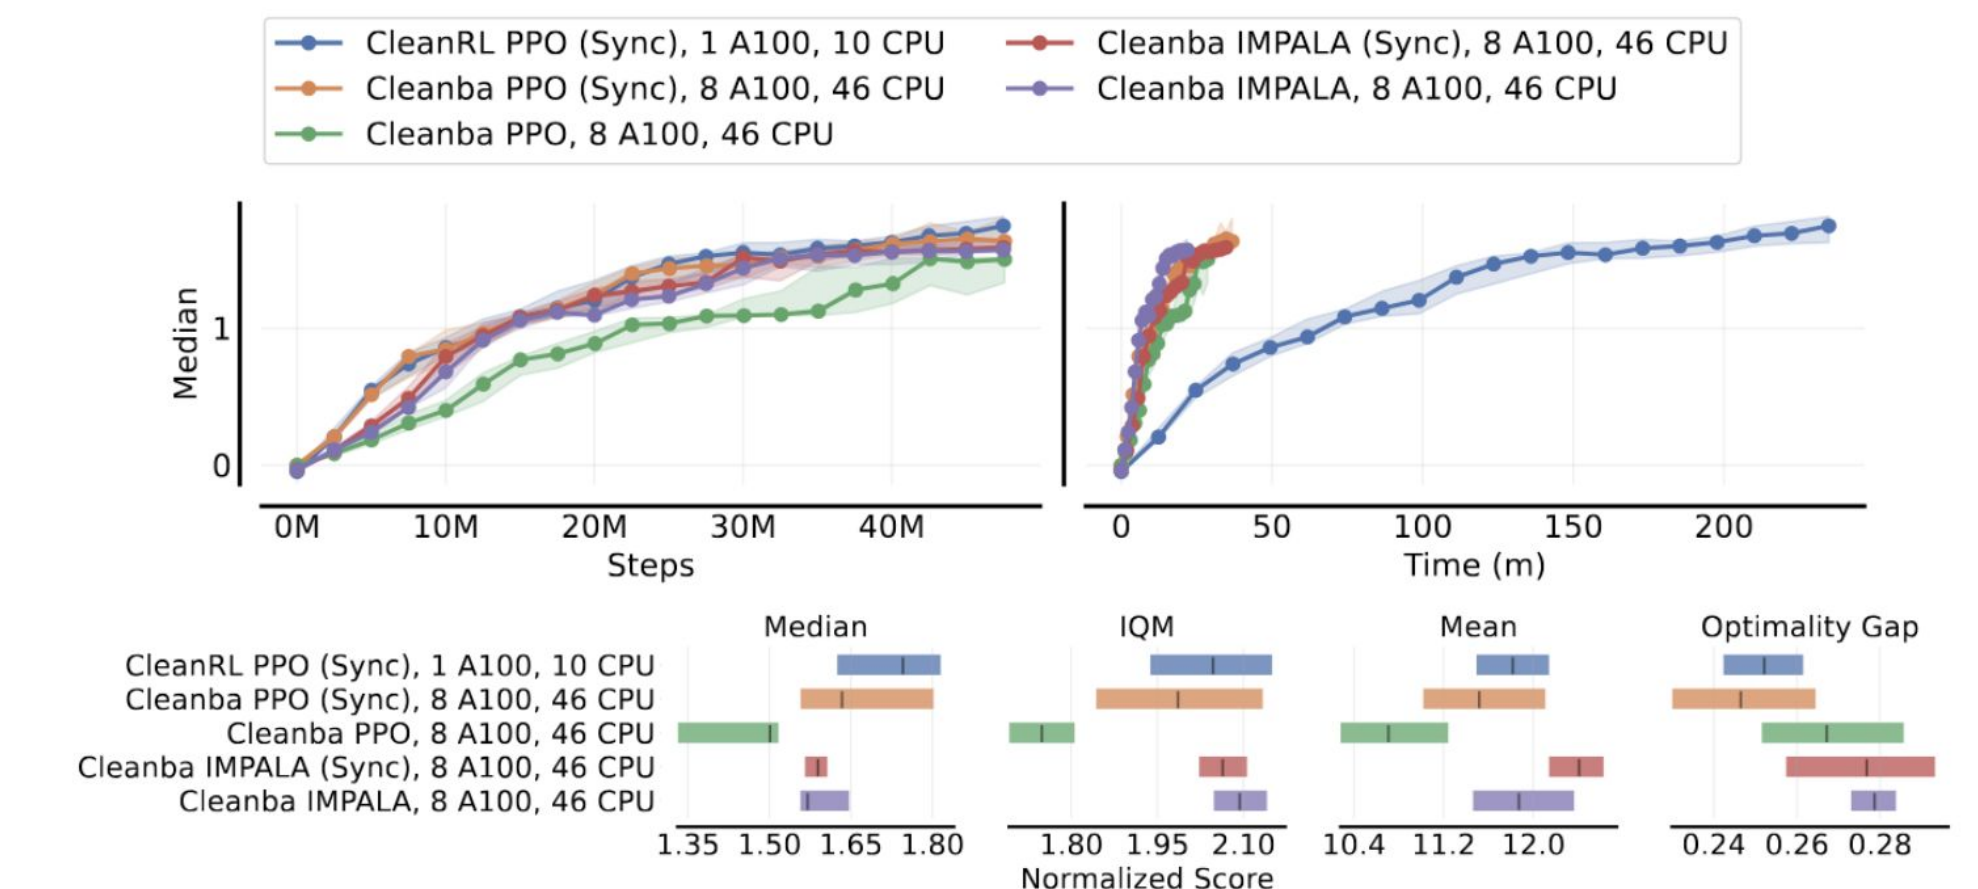 CleanRL PPO (Sync), 1 A100, 10 CPU
Cleanba PPO (Sync), 8 A100, 46 CPU
Cleanba PPO, 8 A100, 46 CPU
Cleanba IMPALA (Sync), 8 A100, 46 CPU
Cleanba IMPALA, 8 A100, 46 CPU
Median
1
0
0M 10M 20M 30M 40M
Steps
0 50 100 150 200
Time (m)
Median IQM Mean Optimality Gap
CleanRL PPO (Sync), 1 A100, 10 CPU
Cleanba PPO (Sync), 8 A100, 46 CPU
Cleanba PPO, 8 A100, 46 CPU
Cleanba IMPALA (Sync), 8 A100, 46 CPU
Cleanba IMPALA, 8 A100, 46 CPU
1.35 1.50 1.65 1.80 1.80 1.95 2.10 10.4 11.2 12.0 0.24 0.26 0.28
Normalized Score